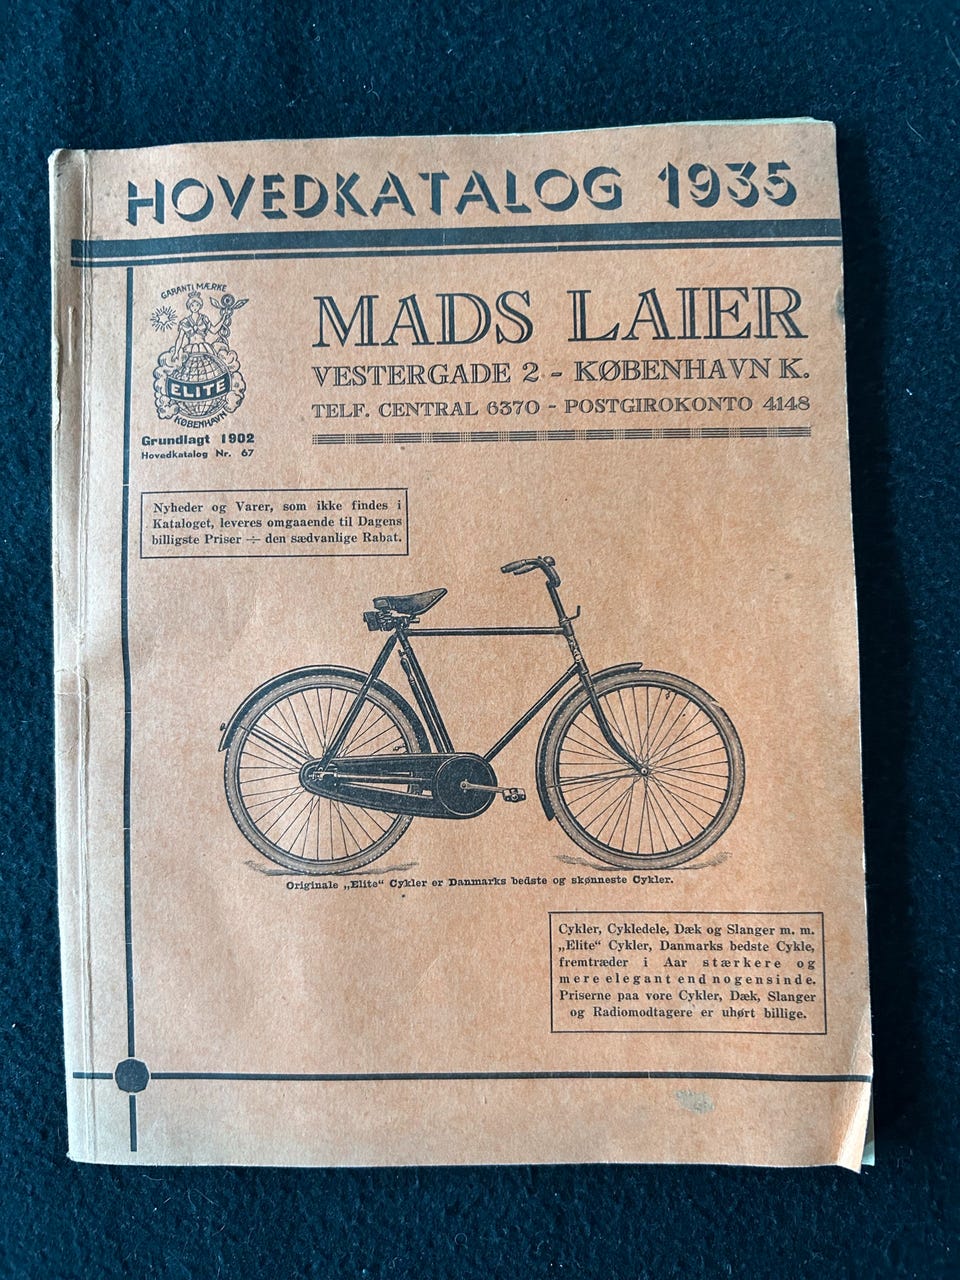 HOVEDKATALOG 1935
GARANTI MÆRKE
ELITE
KØBENHAVN
Grundlagt 1902
Hovedkatalog Nr. 67
MADS LAIER
VESTERGADE 2 - KØBENHAVN K.
TELF. CENTRAL 6370 - POSTGIROKONTO 4148
Nyheder og Varer, som ikke findes i
Kataloget, leveres omgaaende til Dagens
billigste Priser ÷ den sædvanlige Rabat.
Originale „Elite“ Cykler er Danmarks bedste og skønneste Cykler.
Cykler, Cykledele, Dæk og Slanger m. m.
„Elite“ Cykler, Danmarks bedste Cykle,
fremtræder i Aar stærkere og
mere elegant end nogensinde.
Priserne paa vore Cykler, Dæk, Slanger
og Radiomodtagere er uhørt billige.